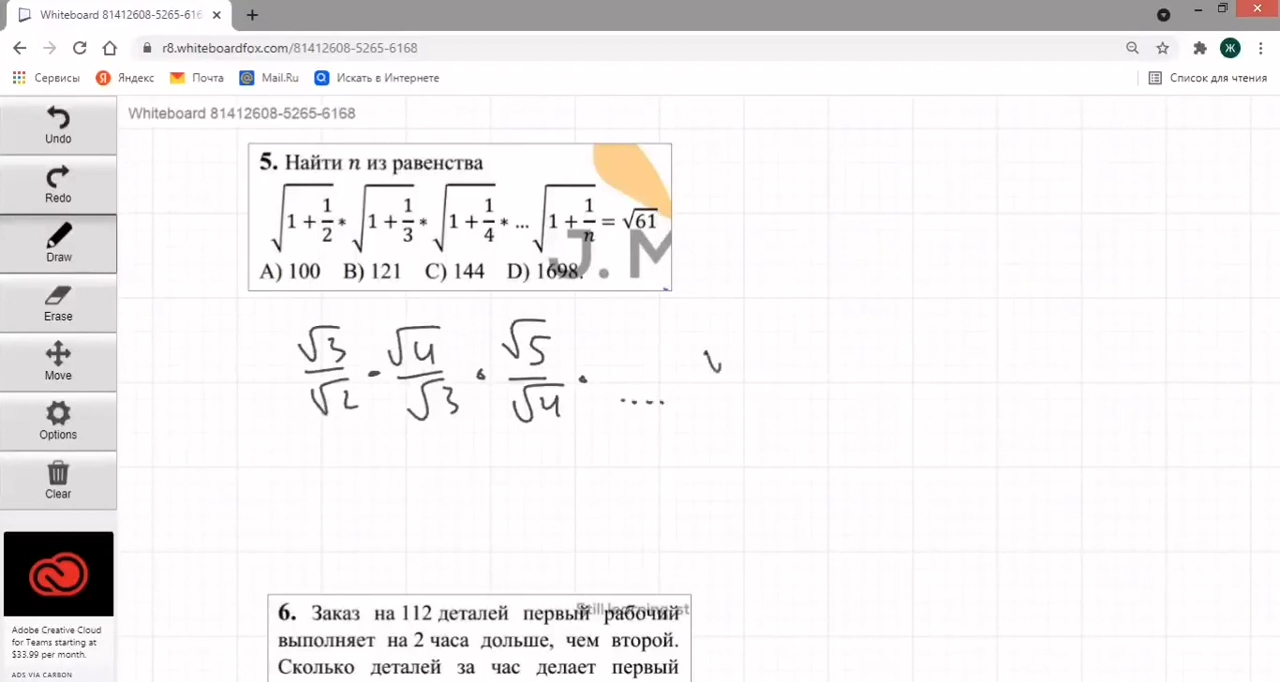 Whiteboard 81412608-5265-616
r8.whiteboardfox.com/81412608-5265-6168
Ж
Сервисы Яндекс Почта Mail.Ru Искать в Интернете Список для чтения
Whiteboard 81412608-5265-6168
Undo
Redo
Draw
Erase
Move
Options
Clear
5. Найти n из равенства
√(1 + 1/2) * √(1 + 1/3) * √(1 + 1/4) * ... √(1 + 1/n) = √61
J. M
A) 100 B) 121 C) 144 D) 1698.
√3/√2 · √4/√3 · √5/√4 · ....
Adobe Creative Cloud
for Teams starting at
$33.99 per month.
ADS VIA CARBON
6. Заказ на 112 деталей первый рабочий
выполняет на 2 часа дольше, чем второй.
Сколько деталей за час делает первый